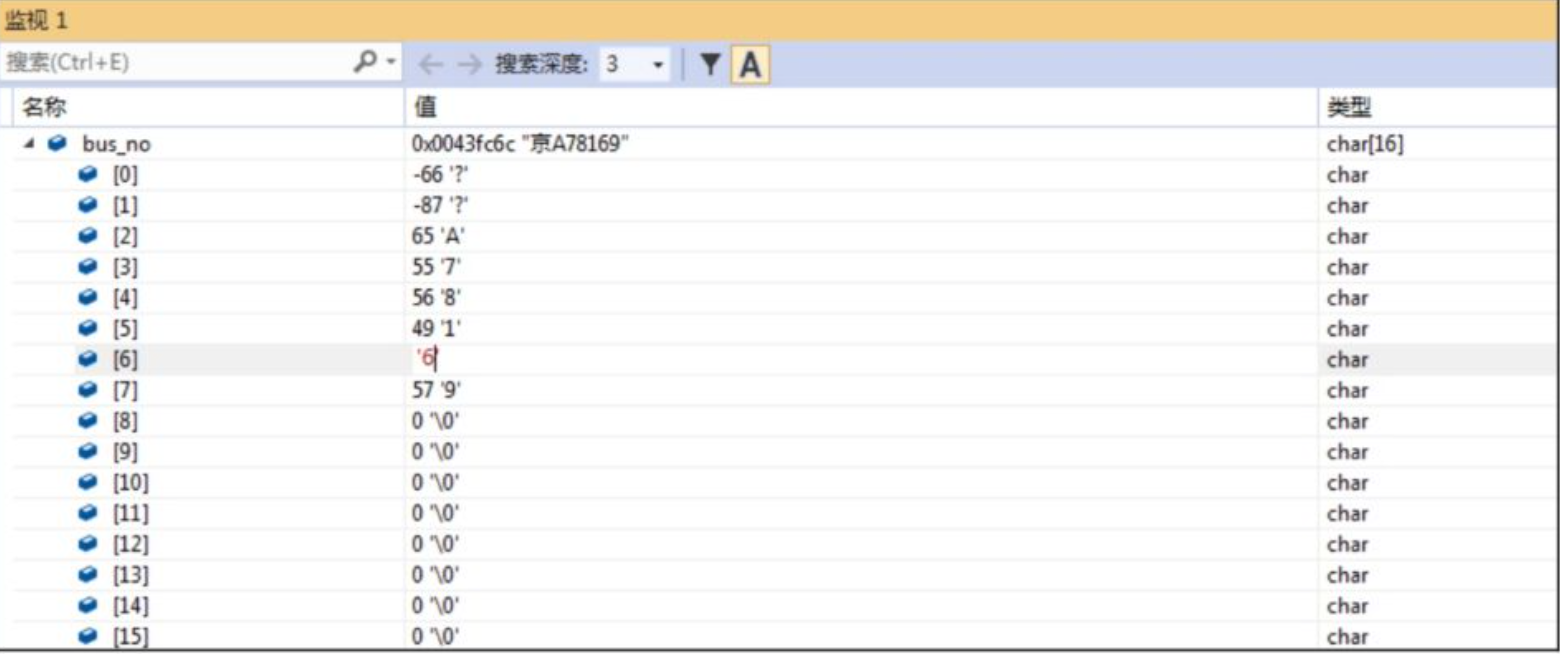 监视 1
搜索(Ctrl+E) 搜索深度: 3 A
名称 值 类型
bus_no 0x0043fc6c "京A78169" char[16]
[0] -66 '?' char
[1] -87 '?' char
[2] 65 'A' char
[3] 55 '7' char
[4] 56 '8' char
[5] 49 '1' char
[6] '6' char
[7] 57 '9' char
[8] 0 '\0' char
[9] 0 '\0' char
[10] 0 '\0' char
[11] 0 '\0' char
[12] 0 '\0' char
[13] 0 '\0' char
[14] 0 '\0' char
[15] 0 '\0' char